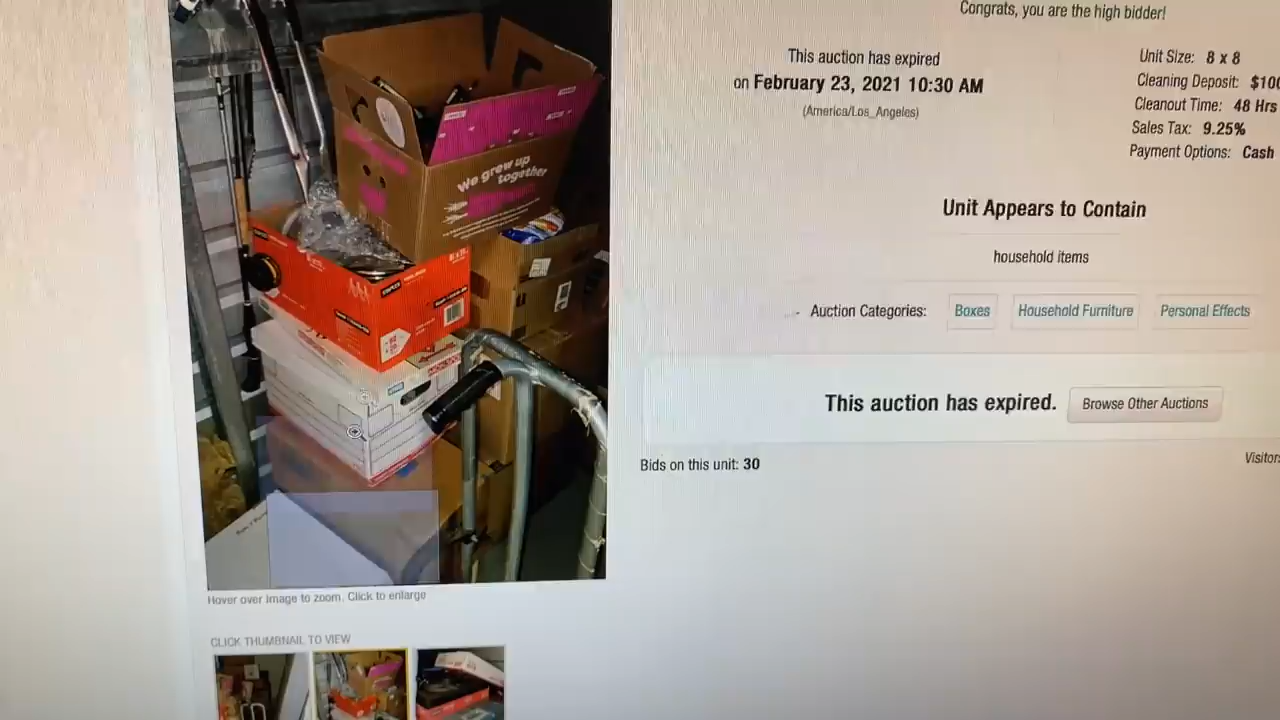 Congrats, you are the high bidder!
This auction has expired
on February 23, 2021 10:30 AM
(America/Los_Angeles)
Unit Size: 8 x 8
Cleaning Deposit: $100
Cleanout Time: 48 Hrs
Sales Tax: 9.25%
Payment Options: Cash
Unit Appears to Contain
household items
Auction Categories: Boxes Household Furniture Personal Effects
This auction has expired. Browse Other Auctions
Bids on this unit: 30
We grew up
together
STAPLES
Hover over image to zoom. Click to enlarge
CLICK THUMBNAIL TO VIEW